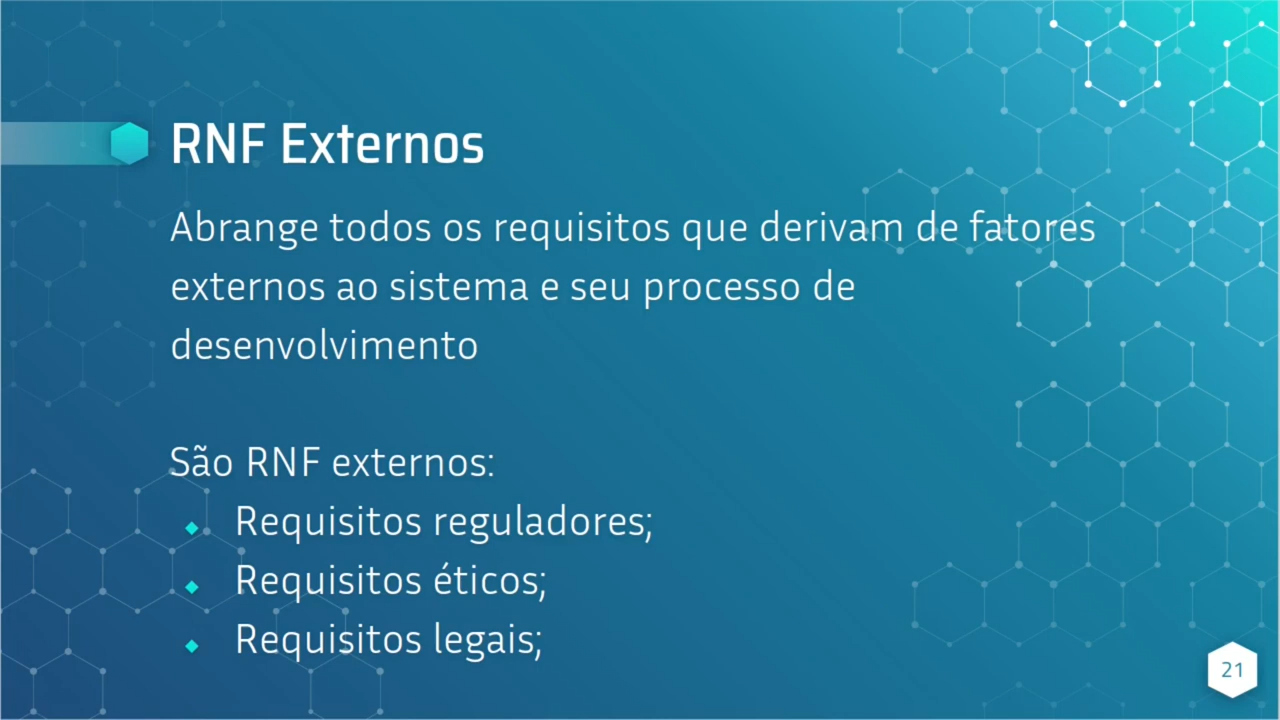 RNF Externos
Abrange todos os requisitos que derivam de fatores
externos ao sistema e seu processo de
desenvolvimento
São RNF externos:
Requisitos reguladores;
Requisitos éticos;
Requisitos legais;
21